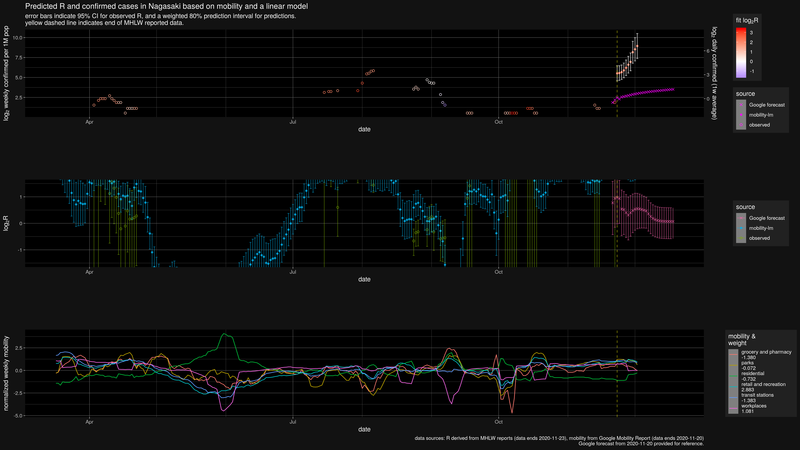 Predicted R and confirmed cases in Nagasaki based on mobility and a linear model
error bars indicate 95% CI for observed R, and a weighted 80% prediction interval for predictions.
yellow dashed line indicates end of MHLW reported data.
log₂ weekly confirmed per 1M pop
10.0
7.5
5.0
2.5
Apr
Jul
Oct
date
log₂ daily confirmed (1w average)
6
3
0
fit log₂R
3
2
1
0
-1
source
Google forecast
mobility-lm
observed
log₂R
1
0
-1
Apr
Jul
Oct
date
source
Google forecast
mobility-lm
observed
normalized weekly mobility
2.5
0.0
-2.5
-5.0
Apr
Jul
Oct
date
mobility &
weight
grocery and pharmacy
-1.380
parks
-0.072
residential
-0.732
retail and recreation
2.883
transit stations
-1.383
workplaces
1.081
data sources: R derived from MHLW reports (data ends 2020-11-23), mobility from Google Mobility Report (data ends 2020-11-20)
Google forecast from 2020-11-20 provided for reference.